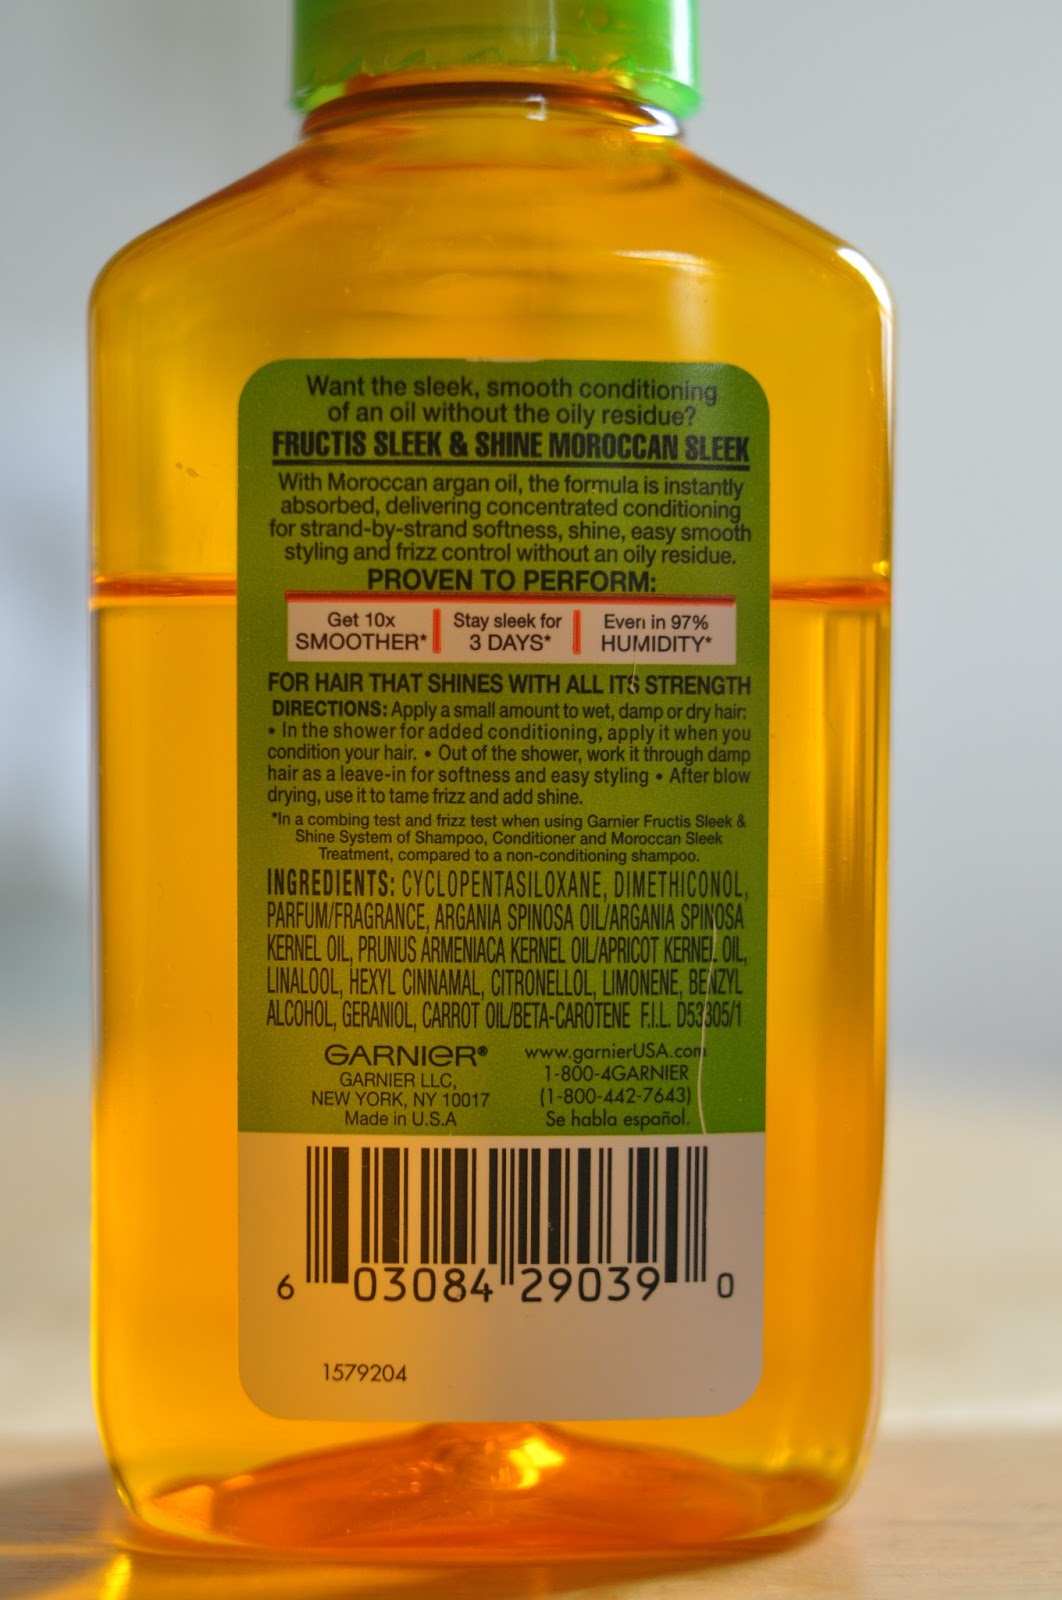 Want the sleek, smooth conditioning
of an oil without the oily residue?
FRUCTIS SLEEK & SHINE MOROCCAN SLEEK
With Moroccan argan oil, the formula is instantly
absorbed, delivering concentrated conditioning
for strand-by-strand softness, shine, easy smooth
styling and frizz control without an oily residue.
PROVEN TO PERFORM:
Get 10x
SMOOTHER*
Stay sleek for
3 DAYS*
Even in 97%
HUMIDITY*
FOR HAIR THAT SHINES WITH ALL ITS STRENGTH
DIRECTIONS: Apply a small amount to wet, damp or dry hair:
• In the shower for added conditioning, apply it when you
condition your hair. • Out of the shower, work it through damp
hair as a leave-in for softness and easy styling • After blow
drying, use it to tame frizz and add shine.
*In a combing test and frizz test when using Garnier Fructis Sleek &
Shine System of Shampoo, Conditioner and Moroccan Sleek
Treatment, compared to a non-conditioning shampoo.
INGREDIENTS: CYCLOPENTASILOXANE, DIMETHICONOL,
PARFUM/FRAGRANCE, ARGANIA SPINOSA OIL/ARGANIA SPINOSA
KERNEL OIL, PRUNUS ARMENIACA KERNEL OIL/APRICOT KERNEL OIL,
LINALOOL, HEXYL CINNAMAL, CITRONELLOL, LIMONENE, BENZYL
ALCOHOL, GERANIOL, CARROT OIL/BETA-CAROTENE F.I.L. D53305/1
GARNIER®
GARNIER LLC,
NEW YORK, NY 10017
Made in U.S.A
www.garnierUSA.com
1-800-4GARNIER
(1-800-442-7643)
Se habla español.
6 03084 29039 0
1579204